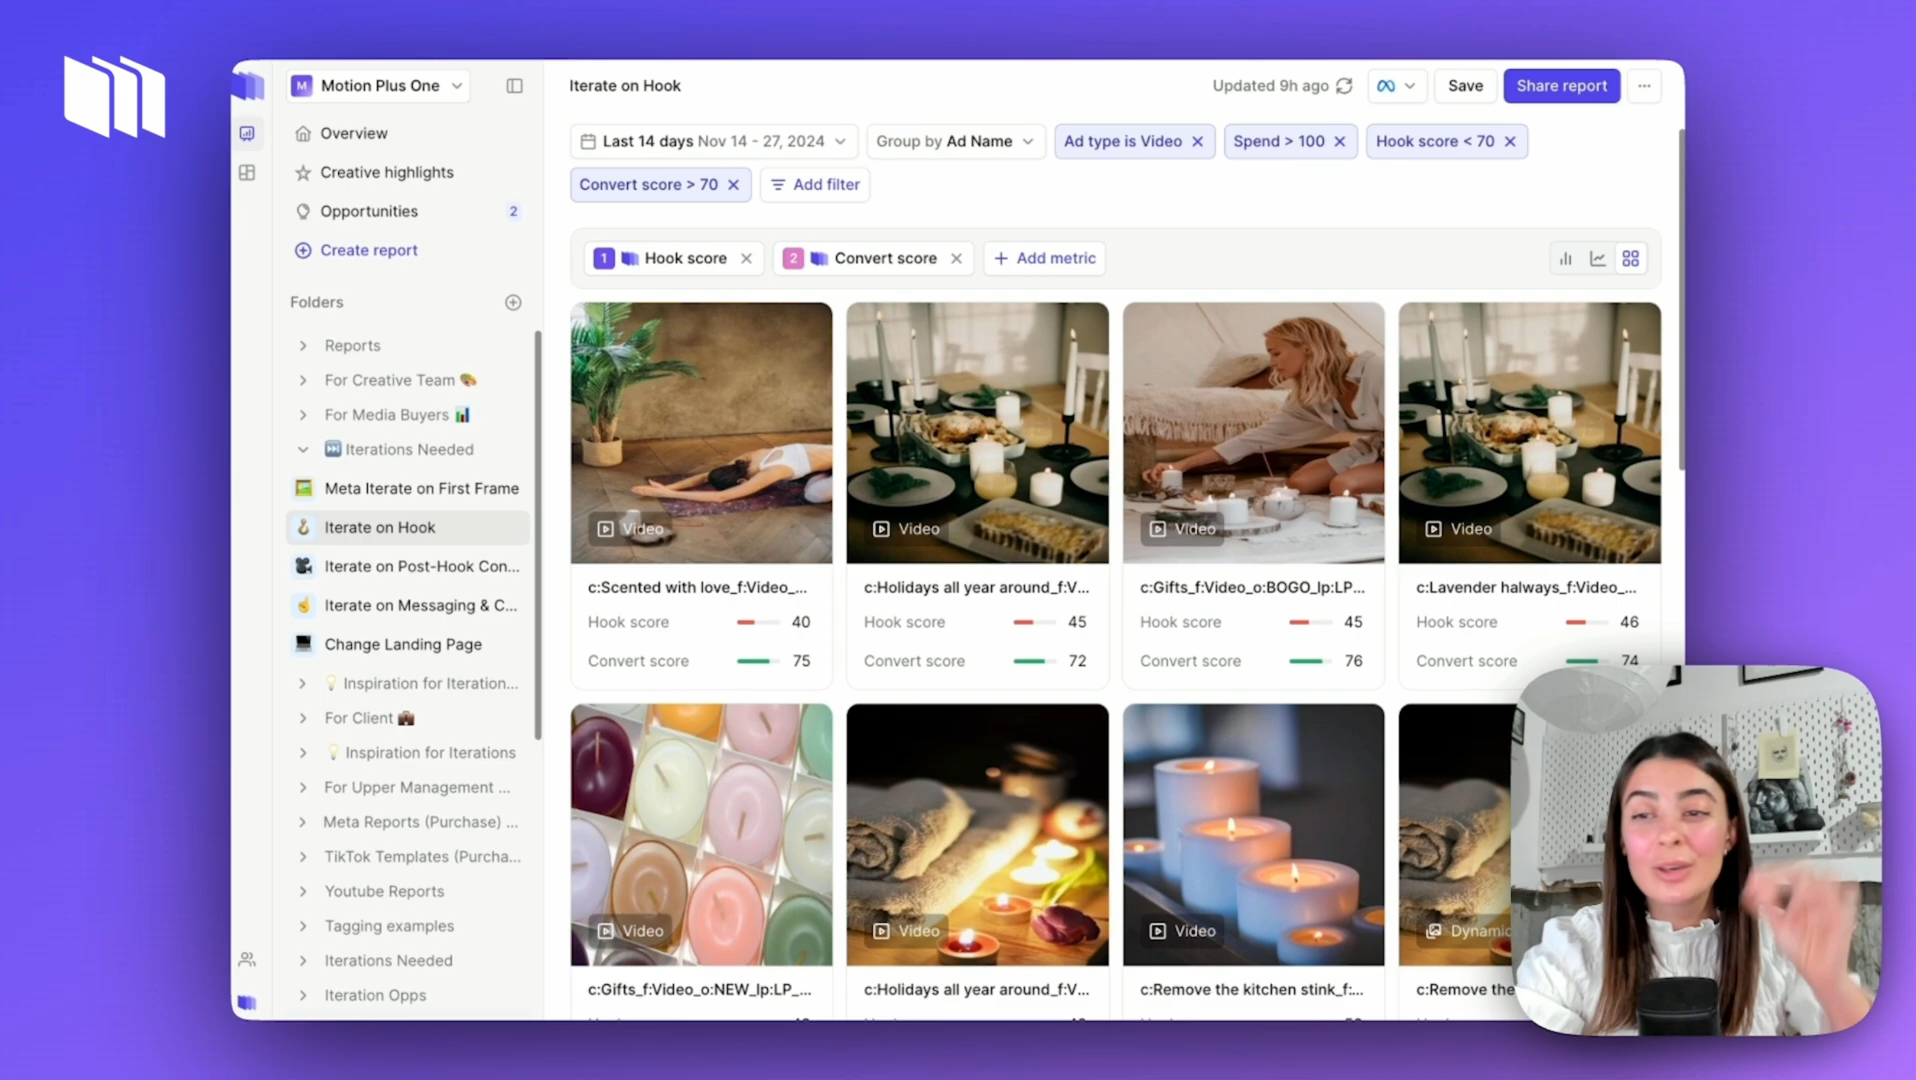 M Motion Plus One
Overview
Creative highlights
Opportunities 2
Create report
Folders
Reports
For Creative Team 🎨
For Media Buyers 📊
⏭️ Iterations Needed
Meta Iterate on First Frame
Iterate on Hook
Iterate on Post-Hook Con...
Iterate on Messaging & C...
Change Landing Page
💡 Inspiration for Iteration...
For Client 💼
💡 Inspiration for Iterations
For Upper Management ...
Meta Reports (Purchase) ...
TikTok Templates (Purcha...
Youtube Reports
Tagging examples
Iterations Needed
Iteration Opps
Iterate on Hook
Updated 9h ago
Save
Share report
Last 14 days Nov 14 - 27, 2024
Group by Ad Name
Ad type is Video
Spend > 100
Hook score < 70
Convert score > 70
Add filter
1 Hook score
2 Convert score
+ Add metric
Video
Video
Video
Video
c:Scented with love_f:Video_...
Hook score 40
Convert score 75
c:Holidays all year around_f:V...
Hook score 45
Convert score 72
c:Gifts_f:Video_o:BOGO_lp:LP...
Hook score 45
Convert score 76
c:Lavender halways_f:Video_...
Hook score 46
Convert score 74
Video
Video
Video
Dynamic
c:Gifts_f:Video_o:NEW_lp:LP_...
c:Holidays all year around_f:V...
c:Remove the kitchen stink_f:...
c:Remove the